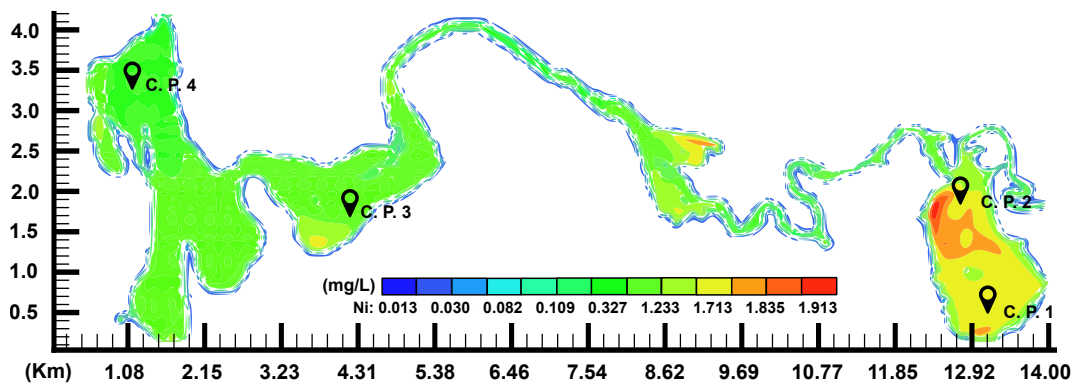 4.0
3.5
C. P. 4
3.0
2.5
2.0
C. P. 2
C. P. 3
1.5
1.0
(mg/L)
Ni: 0.013 0.030 0.082 0.109 0.327 1.233 1.713 1.835 1.913
C. P. 1
0.5
(Km) 1.08 2.15 3.23 4.31 5.38 6.46 7.54 8.62 9.69 10.77 11.85 12.92 14.00